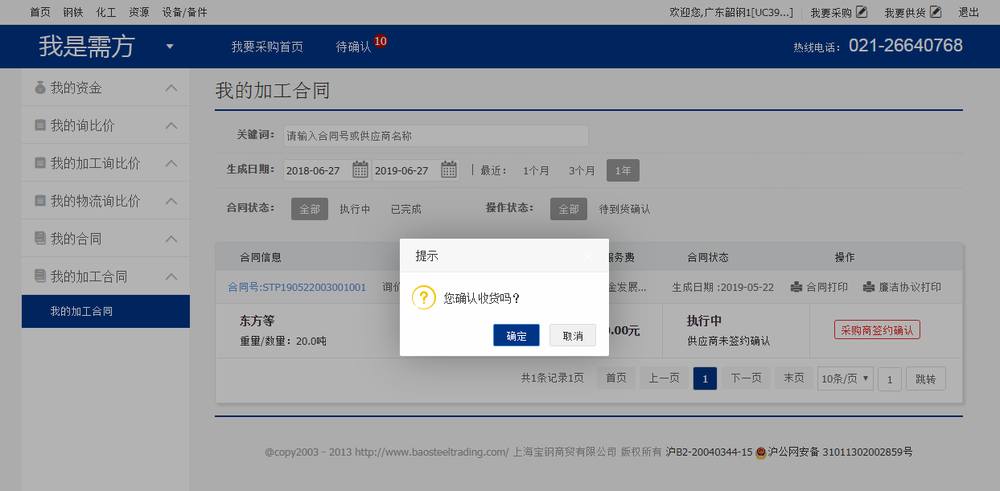 首页 钢铁 化工 资源 设备/备件 欢迎您,广东韶钢1[UC39...] 我要采购 我要供货 退出
我是需方 我要采购首页 待确认 10 热线电话： 021-26640768
我的资金
我的询比价
我的加工询比价
我的物流询比价
我的合同
我的加工合同
我的加工合同
我的加工合同
关键词： 请输入合同号或供应商名称
生成日期： 2018-06-27 2019-06-27 | 最近： 1个月 3个月 1年
合同状态： 全部 执行中 已完成 操作状态： 全部 待到货确认
合同信息 服务费 合同状态 操作
合同号:STP190522003001001 询价 金发展... 生成日期 :2019-05-22 合同打印 廉洁协议打印
东方等 0.00元 执行中 采购商签约确认
重量/数量： 20.0吨 供应商未签约确认
提示
? 您确认收货吗？
确定 取消
共1条记录1页 首页 上一页 1 下一页 末页 10条/页 1 跳转
@copy2003 - 2013 http://www.baosteeltrading.com/ 上海宝钢商贸有限公司 版权所有 沪B2-20040344-15 沪公网安备 31011302002859号